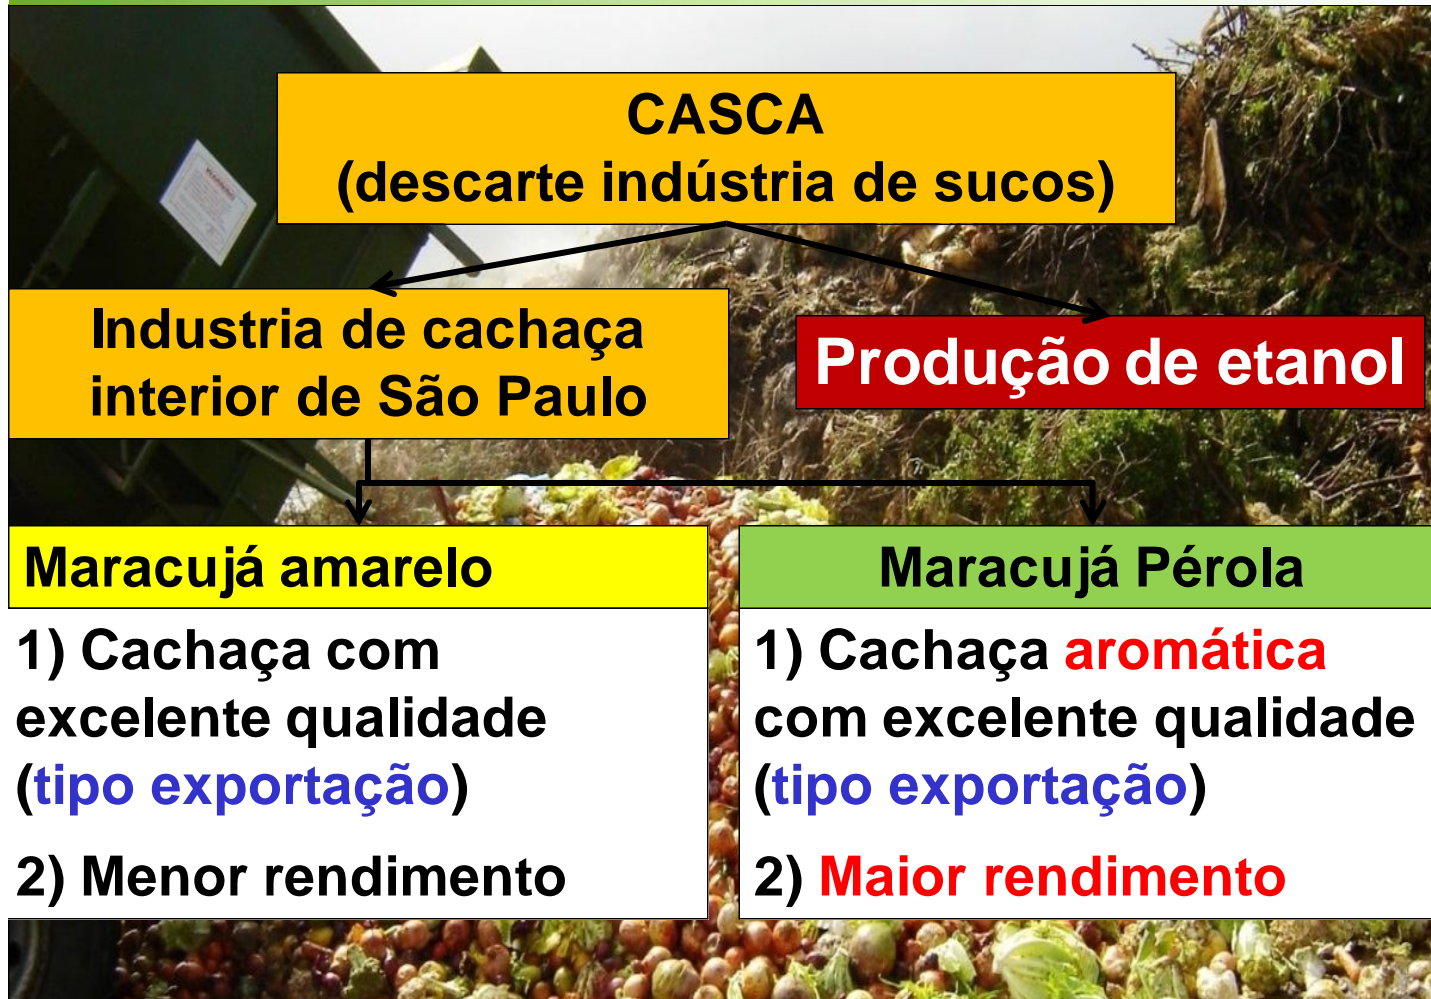 CASCA
(descarte indústria de sucos)
Industria de cachaça
interior de São Paulo
Produção de etanol
Maracujá amarelo
1) Cachaça com
excelente qualidade
(tipo exportação)
2) Menor rendimento
Maracujá Pérola
1) Cachaça aromática
com excelente qualidade
(tipo exportação)
2) Maior rendimento